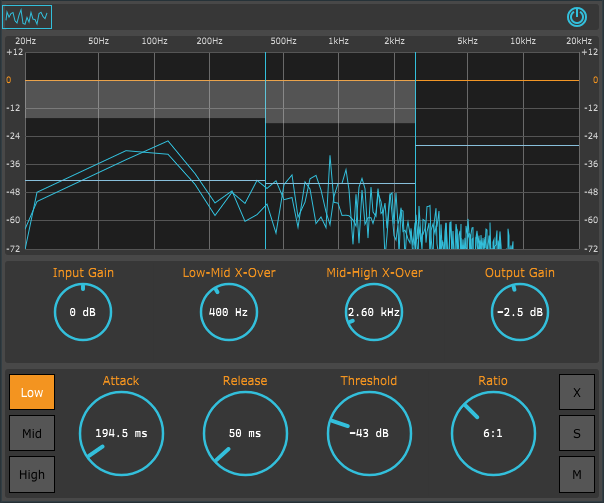 20Hz 50Hz 100Hz 200Hz 500Hz 1kHz 2kHz 5kHz 10kHz 20kHz
+12 +12
0 0
-12 -12
-24 -24
-36 -36
-48 -48
-60 -60
-72 -72
Input Gain Low-Mid X-Over Mid-High X-Over Output Gain
0 dB 400 Hz 2.60 kHz -2.5 dB
Attack Release Threshold Ratio
Low X
194.5 ms 50 ms -43 dB 6:1
Mid S
High M